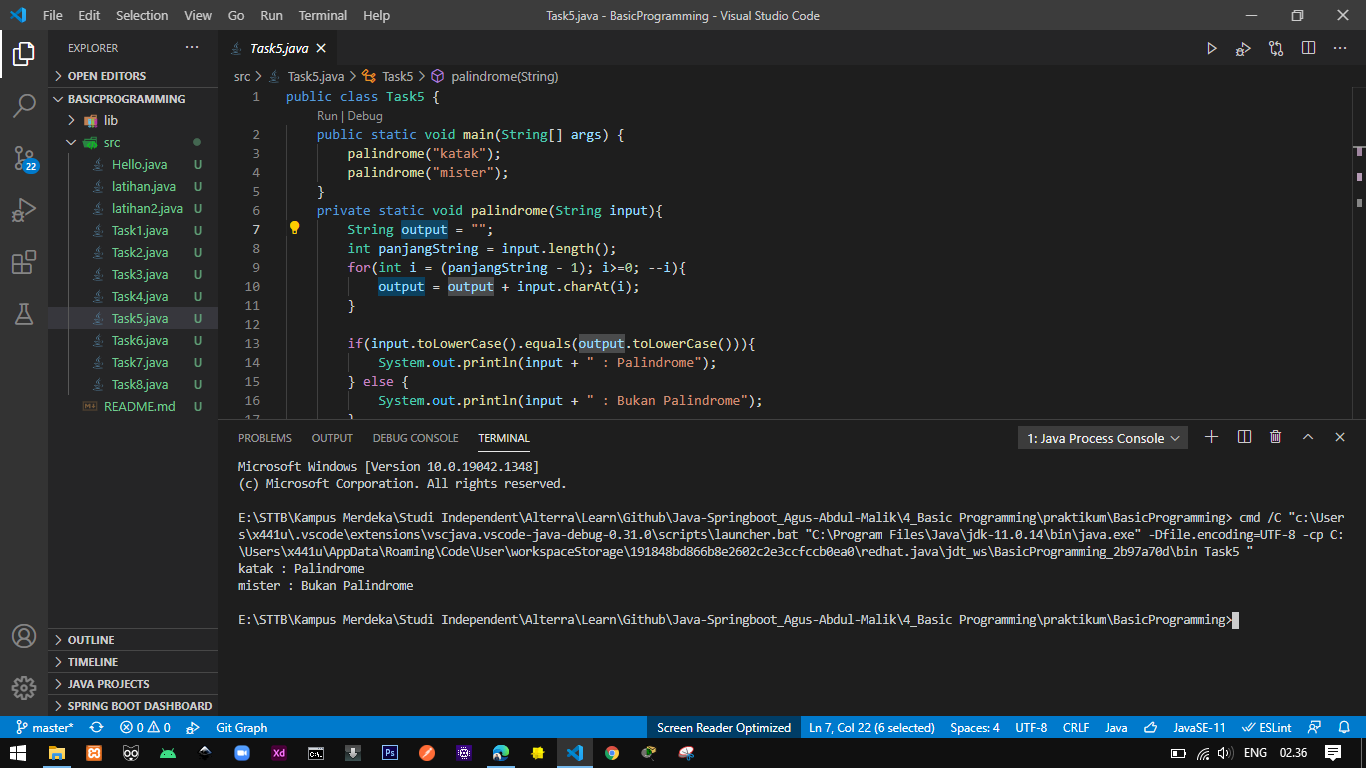 File Edit Selection View Go Run Terminal Help
Task5.java - BasicProgramming - Visual Studio Code
EXPLORER
OPEN EDITORS
BASICPROGRAMMING
lib
src
Hello.java U
latihan.java U
latihan2.java U
Task1.java U
Task2.java U
Task3.java U
Task4.java U
Task5.java U
Task6.java U
Task7.java U
Task8.java U
README.md U
OUTLINE
TIMELINE
JAVA PROJECTS
SPRING BOOT DASHBOARD
22
Task5.java
src > Task5.java > Task5 > palindrome(String)
1 public class Task5 {
Run | Debug
2 public static void main(String[] args) {
3 palindrome("katak");
4 palindrome("mister");
5 }
6 private static void palindrome(String input){
7 String output = "";
8 int panjangString = input.length();
9 for(int i = (panjangString - 1); i>=0; --i){
10 output = output + input.charAt(i);
11 }
12
13 if(input.toLowerCase().equals(output.toLowerCase())){
14 System.out.println(input + " : Palindrome");
15 } else {
16 System.out.println(input + " : Bukan Palindrome");
17 }
PROBLEMS OUTPUT DEBUG CONSOLE TERMINAL
1: Java Process Console
Microsoft Windows [Version 10.0.19042.1348]
(c) Microsoft Corporation. All rights reserved.
E:\STTB\Kampus Merdeka\Studi Independent\Alterra\Learn\Github\Java-Springboot_Agus-Abdul-Malik\4_Basic Programming\praktikum\BasicProgramming> cmd /C "c:\User
s\x441u\.vscode\extensions\vscjava.vscode-java-debug-0.31.0\scripts\launcher.bat "C:\Program Files\Java\jdk-11.0.14\bin\java.exe" -Dfile.encoding=UTF-8 -cp C:
\Users\x441u\AppData\Roaming\Code\User\workspaceStorage\191848bd866b8e2602c2e3ccfccb0ea0\redhat.java\jdt_ws\BasicProgramming_2b97a70d\bin Task5 "
katak : Palindrome
mister : Bukan Palindrome
E:\STTB\Kampus Merdeka\Studi Independent\Alterra\Learn\Github\Java-Springboot_Agus-Abdul-Malik\4_Basic Programming\praktikum\BasicProgramming>
master* 0 0 Git Graph Screen Reader Optimized Ln 7, Col 22 (6 selected) Spaces: 4 UTF-8 CRLF Java JavaSE-11 ESLint
Xd Ps ENG 02.36